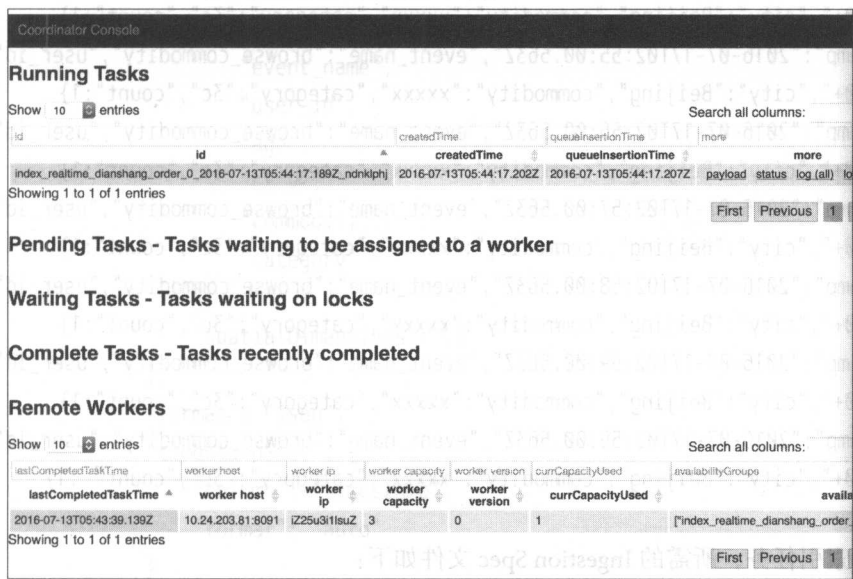 Coordinator Console
Running Tasks
Show 10 entries
Search all columns:
id createdTime queueInsertionTime more
id createdTime queueInsertionTime more
index_realtime_dianshang_order_0_2016-07-13T05:44:17.189Z_ndnklphj 2016-07-13T05:44:17.202Z 2016-07-13T05:44:17.207Z payload status log (all) lo
Showing 1 to 1 of 1 entries
First Previous 1
Pending Tasks - Tasks waiting to be assigned to a worker
Waiting Tasks - Tasks waiting on locks
Complete Tasks - Tasks recently completed
Remote Workers
Show entries
Search all columns:
lastCompletedTaskTime worker host worker ip worker capacity worker version currCapacityUsed availabilityGroups
lastCompletedTaskTime worker host worker ip worker capacity worker version currCapacityUsed availa
2016-07-13T05:43:39.139Z 10.24.203.81:8091 iZ25u3i1lsuZ 3 0 1 ["index_realtime_dianshang_order_
Showing 1 to 1 of 1 entries
First Previous 1